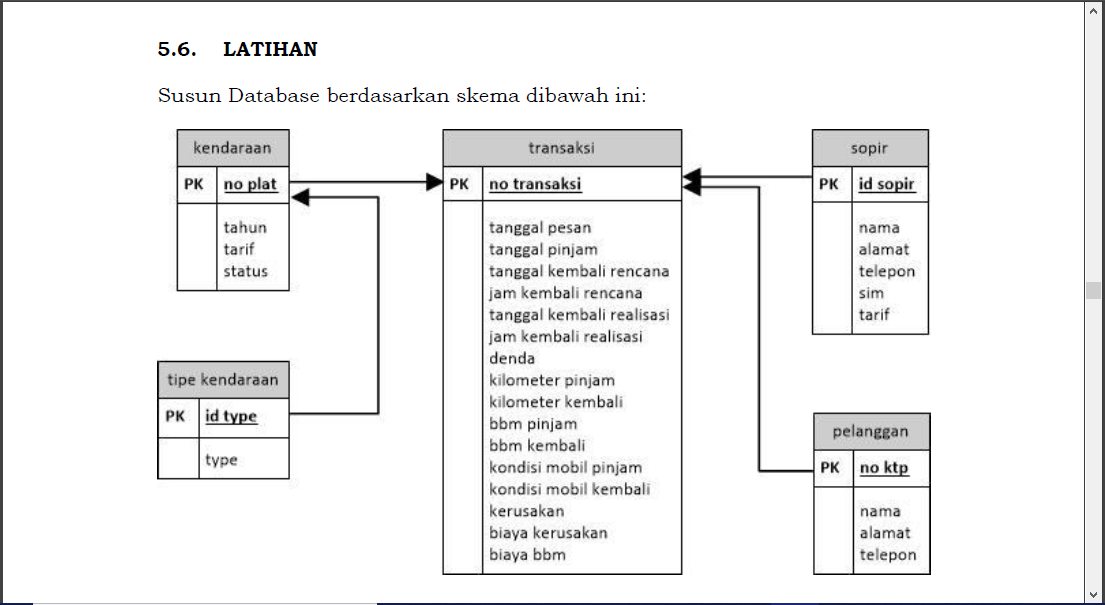 5.6. LATIHAN
Susun Database berdasarkan skema dibawah ini:
kendaraan
PK no plat
tahun
tarif
status
tipe kendaraan
PK id type
type
transaksi
PK no transaksi
tanggal pesan
tanggal pinjam
tanggal kembali rencana
jam kembali rencana
tanggal kembali realisasi
jam kembali realisasi
denda
kilometer pinjam
kilometer kembali
bbm pinjam
bbm kembali
kondisi mobil pinjam
kondisi mobil kembali
kerusakan
biaya kerusakan
biaya bbm
sopir
PK id sopir
nama
alamat
telepon
sim
tarif
pelanggan
PK no ktp
nama
alamat
telepon